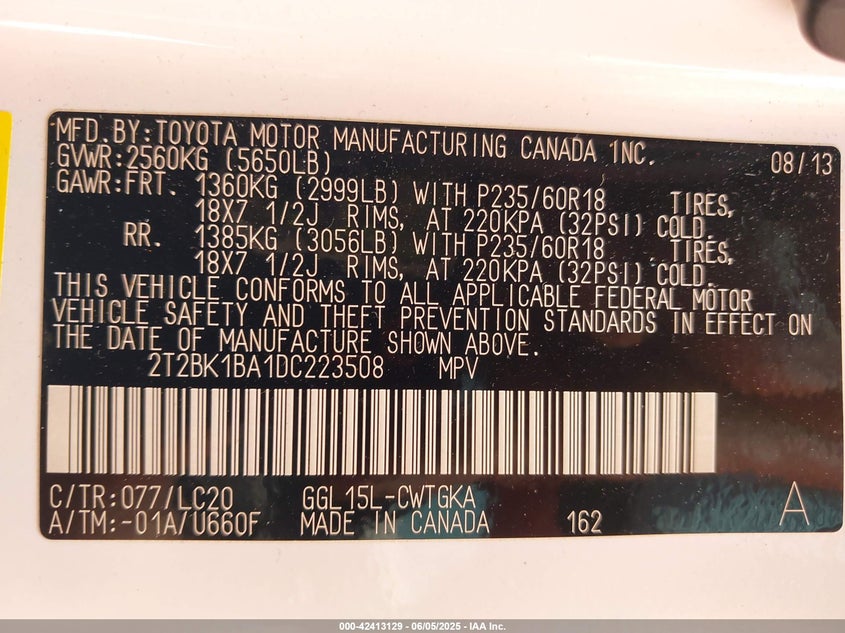 MFD.BY:TOYOTA MOTOR MANUFACTURING CANADA INC. 08/13
GVWR:2560KG (5650LB)
GAWR:FRT. 1360KG (2999LB) WITH P235/60R18 TIRES,
18X7 1/2J RIMS, AT 220KPA (32PSI) COLD.
RR. 1385KG (3056LB) WITH P235/60R18 TIRES,
18X7 1/2J RIMS, AT 220KPA (32PSI) COLD.
THIS VEHICLE CONFORMS TO ALL APPLICABLE FEDERAL MOTOR
VEHICLE SAFETY AND THEFT PREVENTION STANDARDS IN EFFECT ON
THE DATE OF MANUFACTURE SHOWN ABOVE.
2T2BK1BA1DC223508 MPV
C/TR:077/LC20 GGL15L-CWTGKA
A/TM:-01A/U660F MADE IN CANADA 162 A
000-42413129 - 06/05/2025 - IAA Inc.